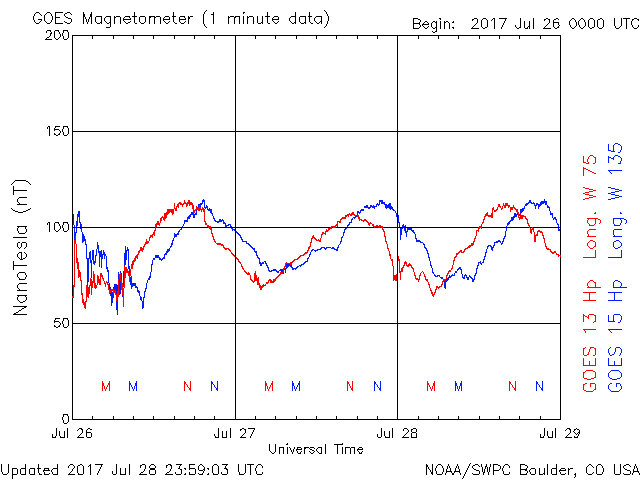 GOES Magnetometer (1 minute data)
Begin: 2017 Jul 26 0000 UTC
200
150
100
50
0
NanoTesla (nT)
M M N N M M N N M M N N
Jul 26 Jul 27 Jul 28 Jul 29
Universal Time
GOES 13 Hp Long. W 75
GOES 15 Hp Long. W 135
Updated 2017 Jul 28 23:59:03 UTC
NOAA/SWPC Boulder, CO USA